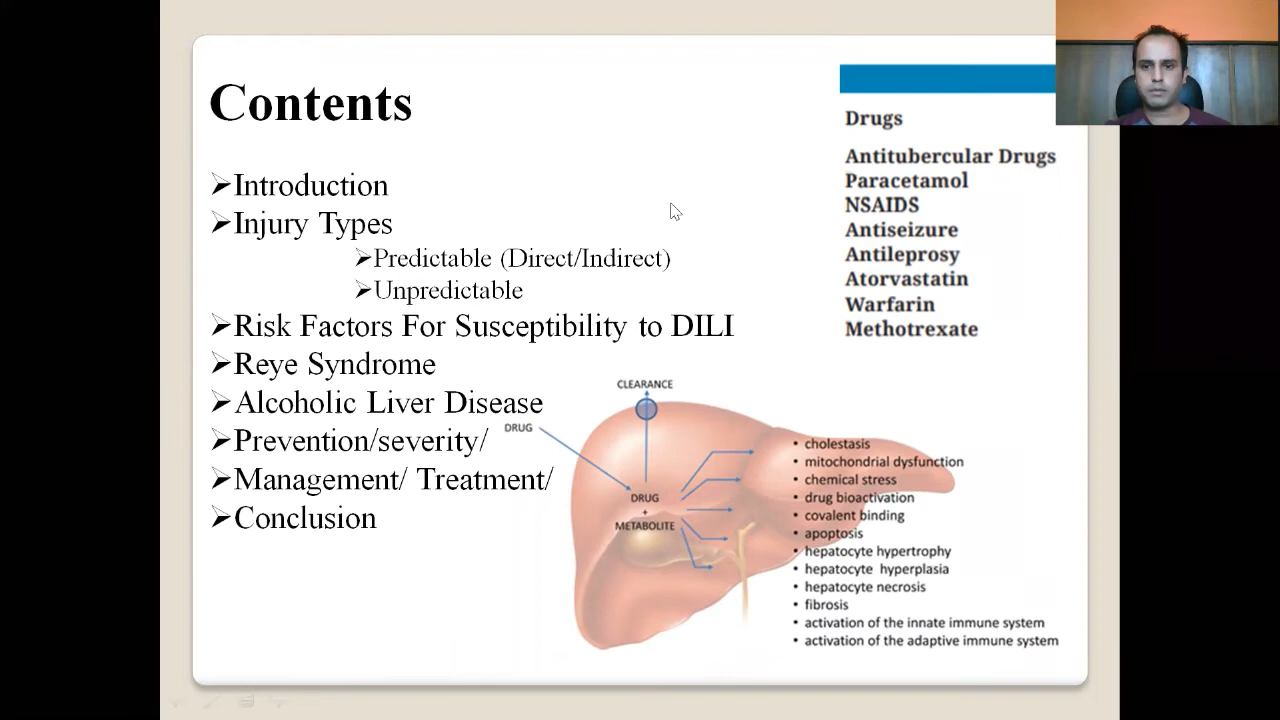 Contents
➢Introduction
➢Injury Types
➢Predictable (Direct/Indirect)
➢Unpredictable
➢Risk Factors For Susceptibility to DILI
➢Reye Syndrome
➢Alcoholic Liver Disease
➢Prevention/severity/
➢Management/ Treatment/
➢Conclusion
Drugs
Antitubercular Drugs
Paracetamol
NSAIDS
Antiseizure
Antileprosy
Atorvastatin
Warfarin
Methotrexate
CLEARANCE
DRUG
DRUG
+
METABOLITE
• cholestasis
• mitochondrial dysfunction
• chemical stress
• drug bioactivation
• covalent binding
• apoptosis
• hepatocyte hypertrophy
• hepatocyte hyperplasia
• hepatocyte necrosis
• fibrosis
• activation of the innate immune system
• activation of the adaptive immune system